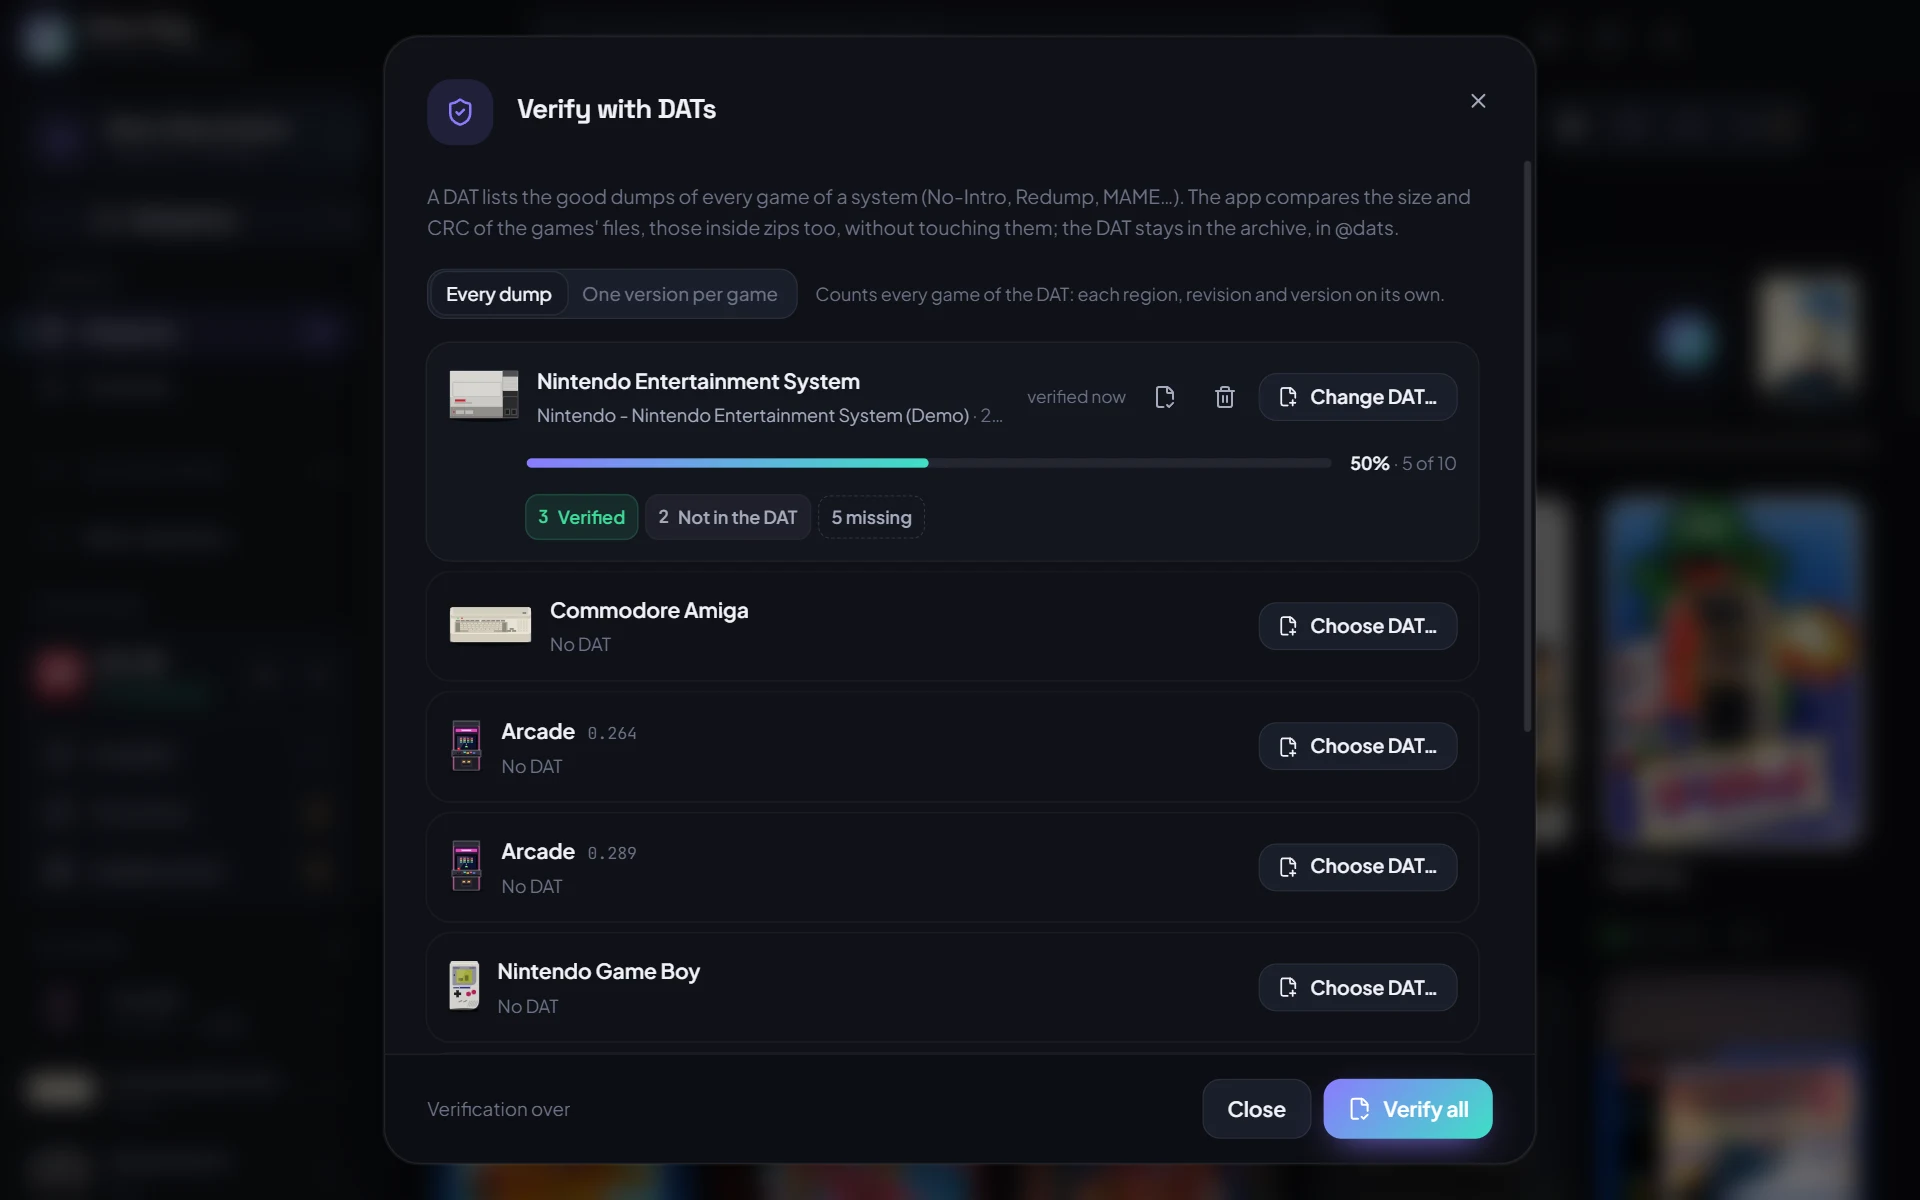 Verify with DATs
A DAT lists the good dumps of every game of a system (No-Intro, Redump, MAME…). The app compares the size and
CRC of the games' files, those inside zips too, without touching them; the DAT stays in the archive, in @dats.
Every dump
One version per game
Counts every game of the DAT: each region, revision and version on its own.
Nintendo Entertainment System
Nintendo - Nintendo Entertainment System (Demo) · 2…
verified now
Change DAT…
50% · 5 of 10
3 Verified
2 Not in the DAT
5 missing
Commodore Amiga
No DAT
Choose DAT…
Arcade 0.264
No DAT
Choose DAT…
Arcade 0.289
No DAT
Choose DAT…
Nintendo Game Boy
No DAT
Choose DAT…
Verification over
Close
Verify all